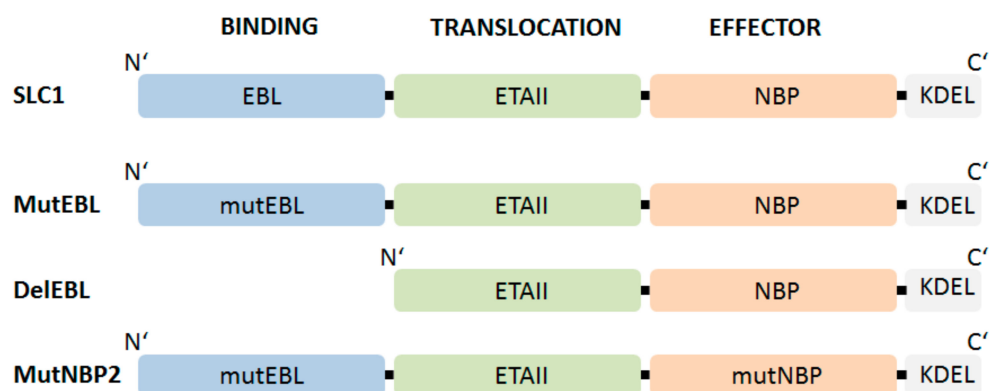 BINDING TRANSLOCATION EFFECTOR
N‘ C‘
SLC1 EBL ETAII NBP KDEL
N‘ C‘
MutEBL mutEBL ETAII NBP KDEL
N‘ C‘
DelEBL ETAII NBP KDEL
N‘ C‘
MutNBP2 mutEBL ETAII mutNBP KDEL